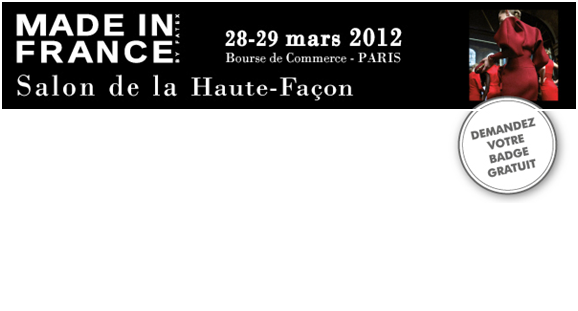 MADE IN
FRANCE
BY FATEX
28-29 mars 2012
Bourse de Commerce - PARIS
Salon de la Haute-Façon
DEMANDEZ
VOTRE
BADGE
GRATUIT